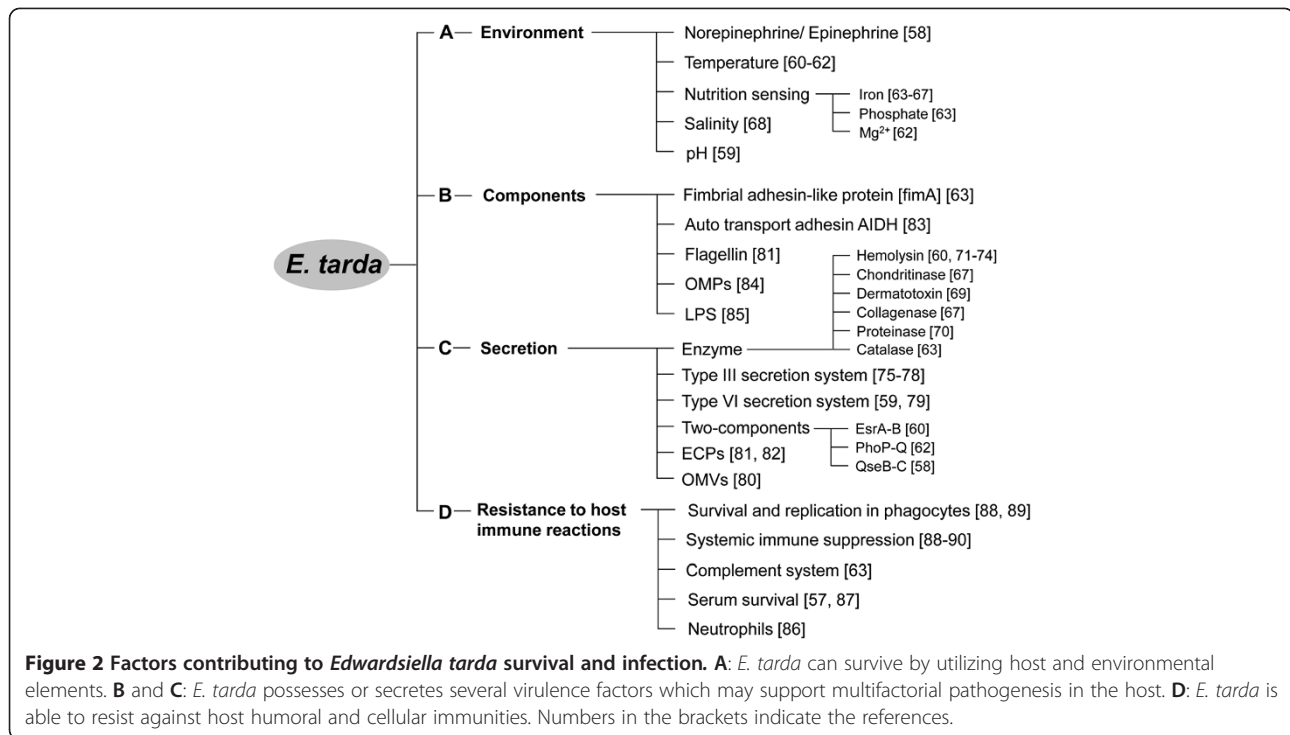 E. tarda
A Environment
Norepinephrine/ Epinephrine [58]
Temperature [60-62]
Nutrition sensing
Iron [63-67]
Phosphate [63]
Mg²⁺ [62]
Salinity [68]
pH [59]
B Components
Fimbrial adhesin-like protein [fimA] [63]
Auto transport adhesin AIDH [83]
Flagellin [81]
OMPs [84]
LPS [85]
C Secretion
Enzyme
Hemolysin [60, 71-74]
Chondritinase [67]
Dermatotoxin [69]
Collagenase [67]
Proteinase [70]
Catalase [63]
Type III secretion system [75-78]
Type VI secretion system [59, 79]
Two-components
EsrA-B [60]
PhoP-Q [62]
QseB-C [58]
ECPs [81, 82]
OMVs [80]
D Resistance to host
immune reactions
Survival and replication in phagocytes [88, 89]
Systemic immune suppression [88-90]
Complement system [63]
Serum survival [57, 87]
Neutrophils [86]
Figure 2 Factors contributing to Edwardsiella tarda survival and infection. A: E. tarda can survive by utilizing host and environmental
elements. B and C: E. tarda possesses or secretes several virulence factors which may support multifactorial pathogenesis in the host. D: E. tarda is
able to resist against host humoral and cellular immunities. Numbers in the brackets indicate the references.